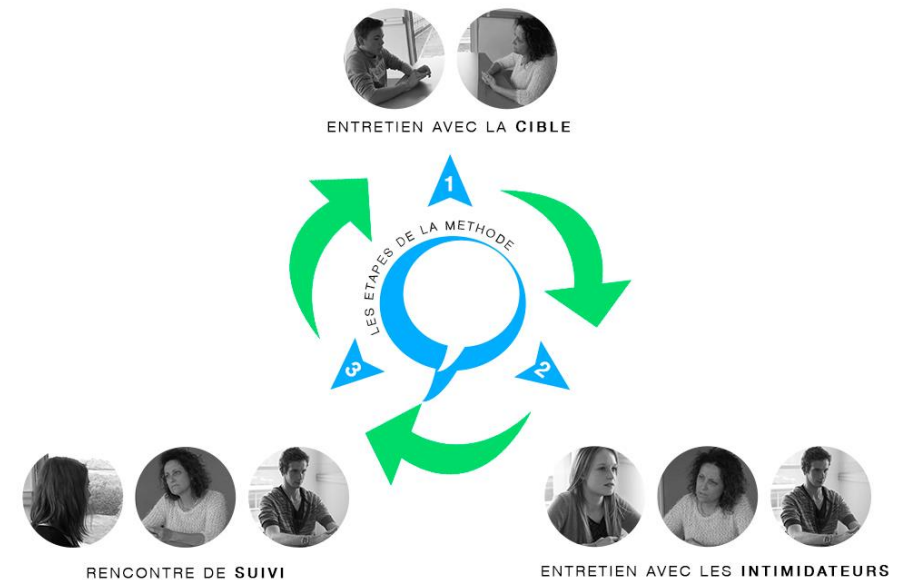 ENTRETIEN AVEC LA CIBLE
1
LES ETAPES DE LA METHODE
3
2
RENCONTRE DE SUIVI
ENTRETIEN AVEC LES INTIMIDATEURS